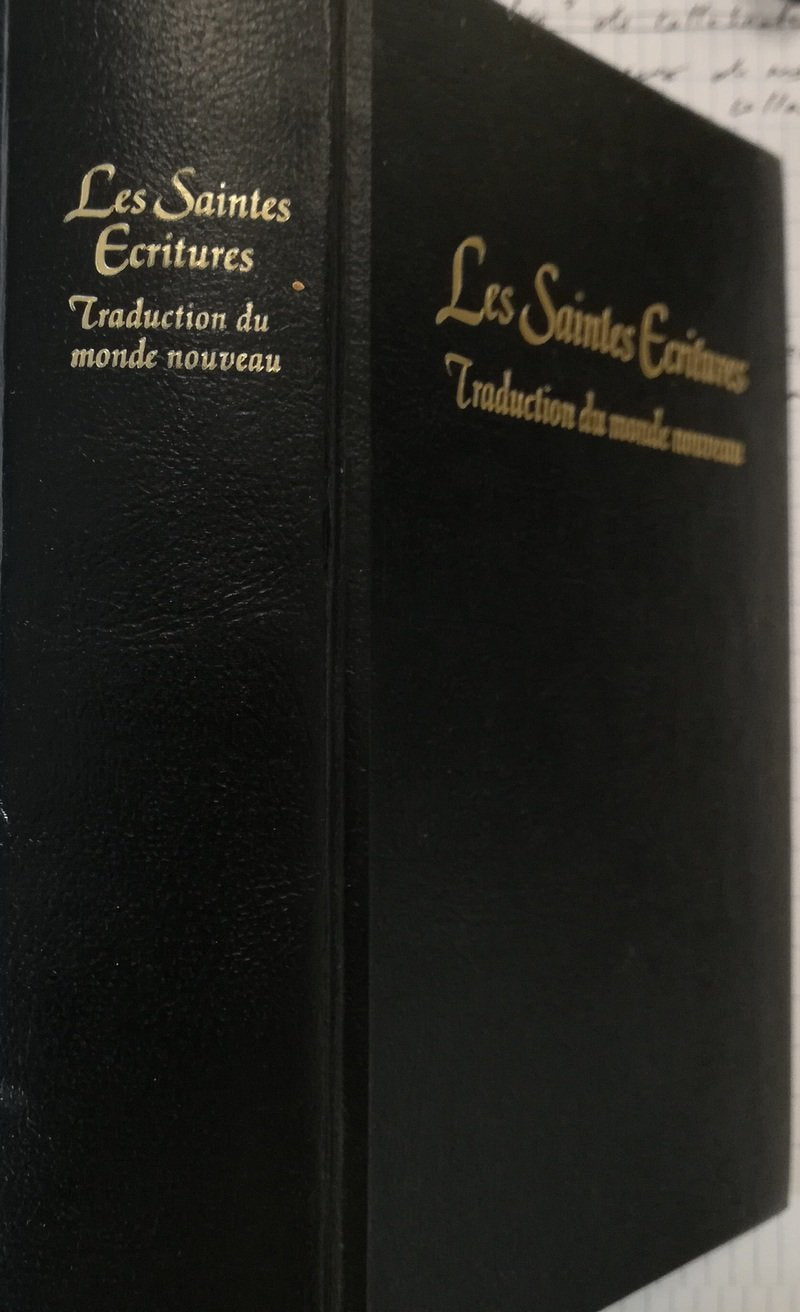 Les Saintes
Ecritures
Traduction du
monde nouveau
Les Saintes Ecritures
Traduction du monde nouveau